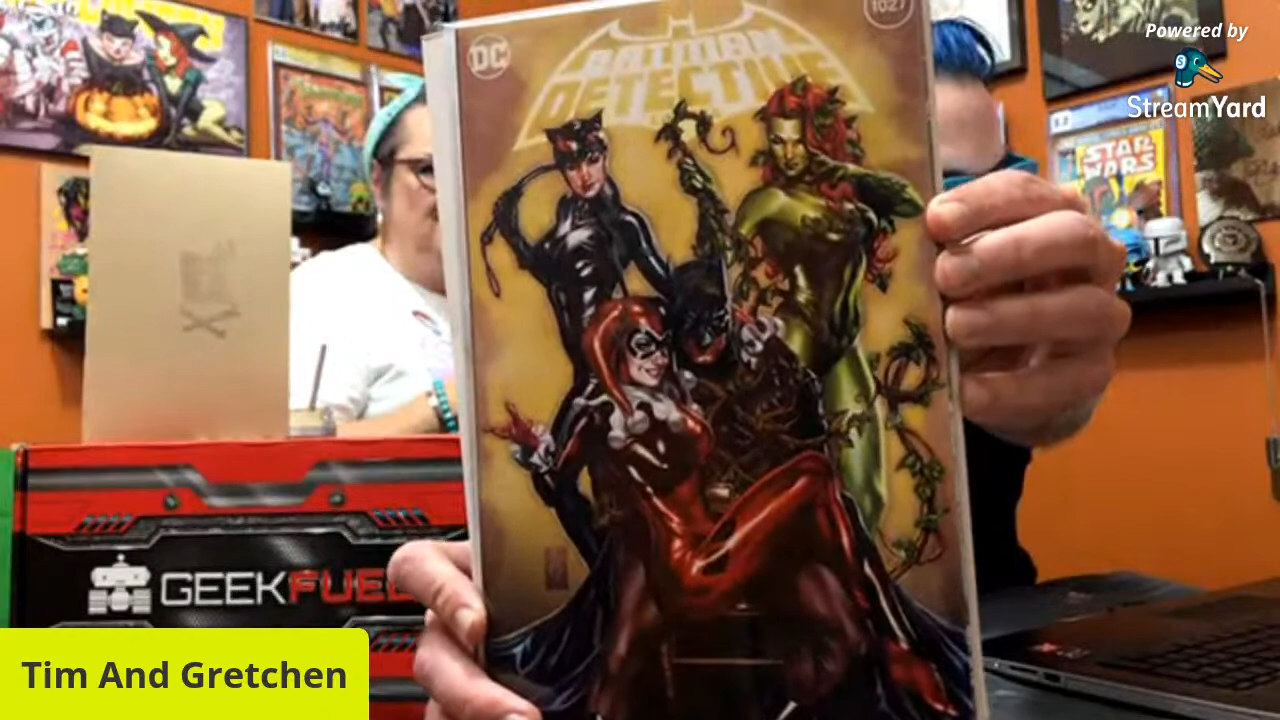 Powered by
StreamYard
DC
1027
BATMAN
DETECTIVE
STAR
WARS
GEEKFUEL
Tim And Gretchen